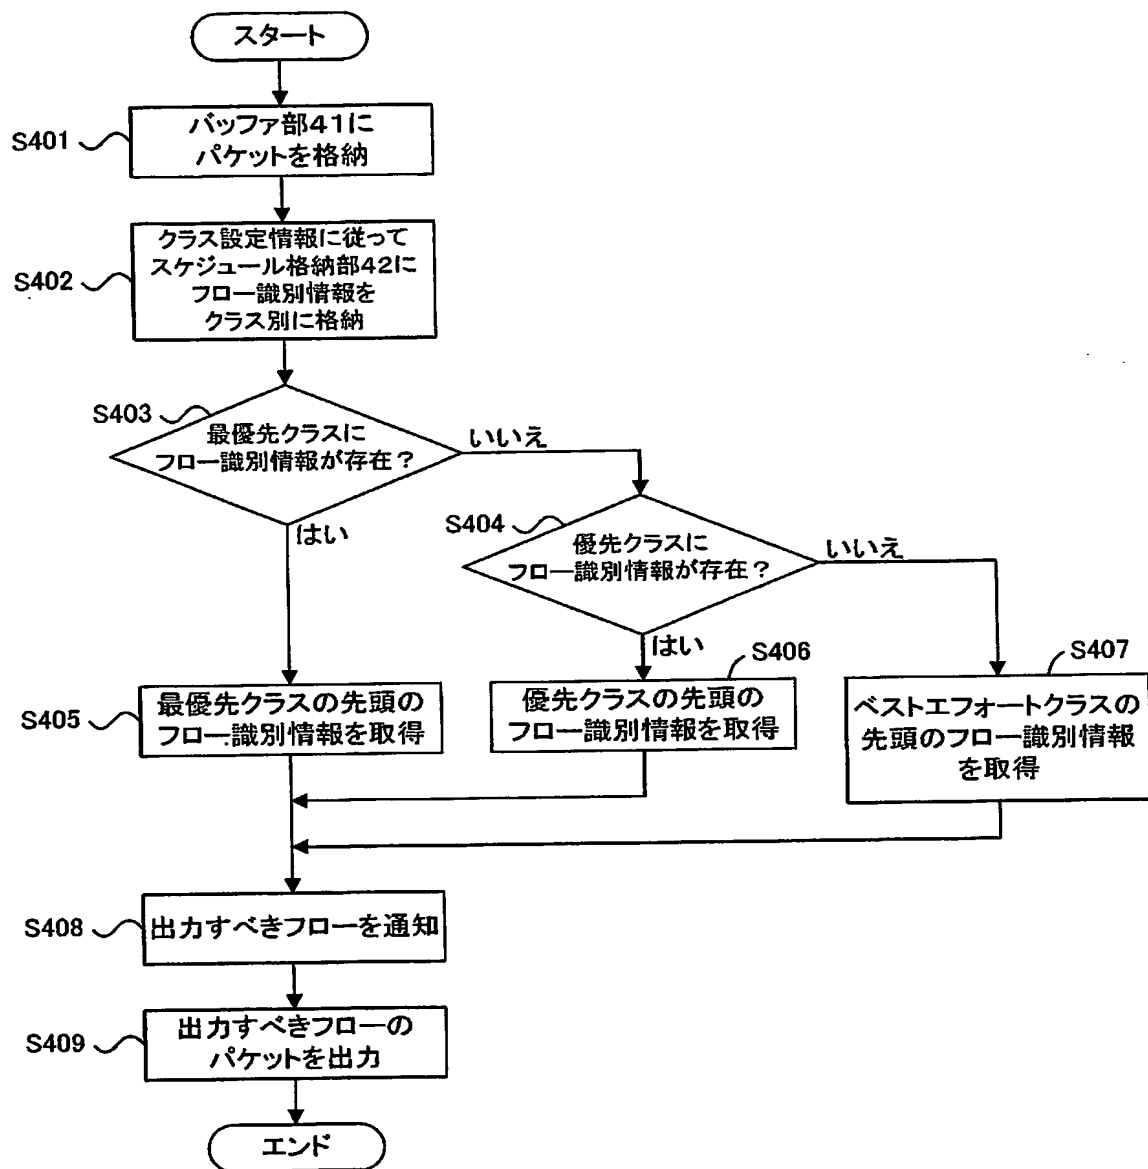 スタート
S401
バッファ部41に
パケットを格納
S402
クラス設定情報に従って
スケジュール格納部42に
フロー識別情報を
クラス別に格納
S403
最優先クラスに
フロー識別情報が存在？
いいえ
はい
S404
優先クラスに
フロー識別情報が存在？
いいえ
はい
S405
最優先クラスの先頭の
フロー識別情報を取得
S406
優先クラスの先頭の
フロー識別情報を取得
S407
ベストエフォートクラスの
先頭のフロー識別情報
を取得
S408
出力すべきフローを通知
S409
出力すべきフローの
パケットを出力
エンド